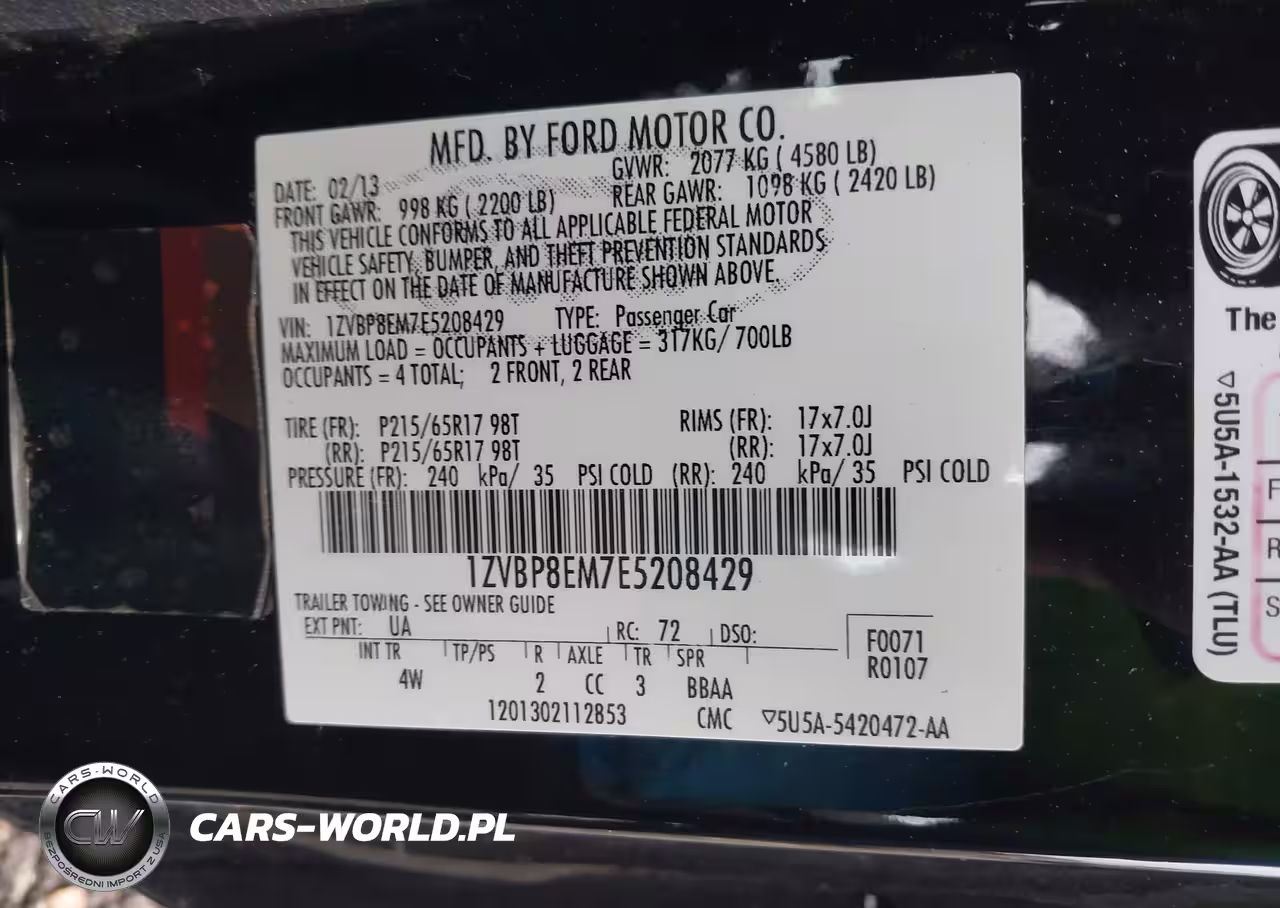 MFD. BY FORD MOTOR CO.
DATE: 02/13
GVWR: 2077 KG ( 4580 LB)
FRONT GAWR: 998 KG ( 2200 LB)
REAR GAWR: 1098 KG ( 2420 LB)
THIS VEHICLE CONFORMS TO ALL APPLICABLE FEDERAL MOTOR
VEHICLE SAFETY, BUMPER, AND THEFT PREVENTION STANDARDS
IN EFFECT ON THE DATE OF MANUFACTURE SHOWN ABOVE.
VIN: 1ZVBP8EM7E5208429 TYPE: Passenger Car
MAXIMUM LOAD = OCCUPANTS + LUGGAGE = 317KG/ 700LB
OCCUPANTS = 4 TOTAL; 2 FRONT, 2 REAR
TIRE (FR): P215/65R17 98T RIMS (FR): 17x7.0J
(RR): P215/65R17 98T (RR): 17x7.0J
PRESSURE (FR): 240 kPa/ 35 PSI COLD (RR): 240 kPa/ 35 PSI COLD
1ZVBP8EM7E5208429
TRAILER TOWING - SEE OWNER GUIDE
EXT PNT: UA RC: 72 DSO:
F0071
R0107
INT TR TP/PS R AXLE TR SPR
4W 2 CC 3 BBAA
1201302112853 CMC ▽5U5A-5420472-AA
The
▽5U5A-1532-AA (TLU)
F
R
S
CARS-WORLD
CW
BEZPOŚREDNI IMPORT Z USA
CARS-WORLD.PL